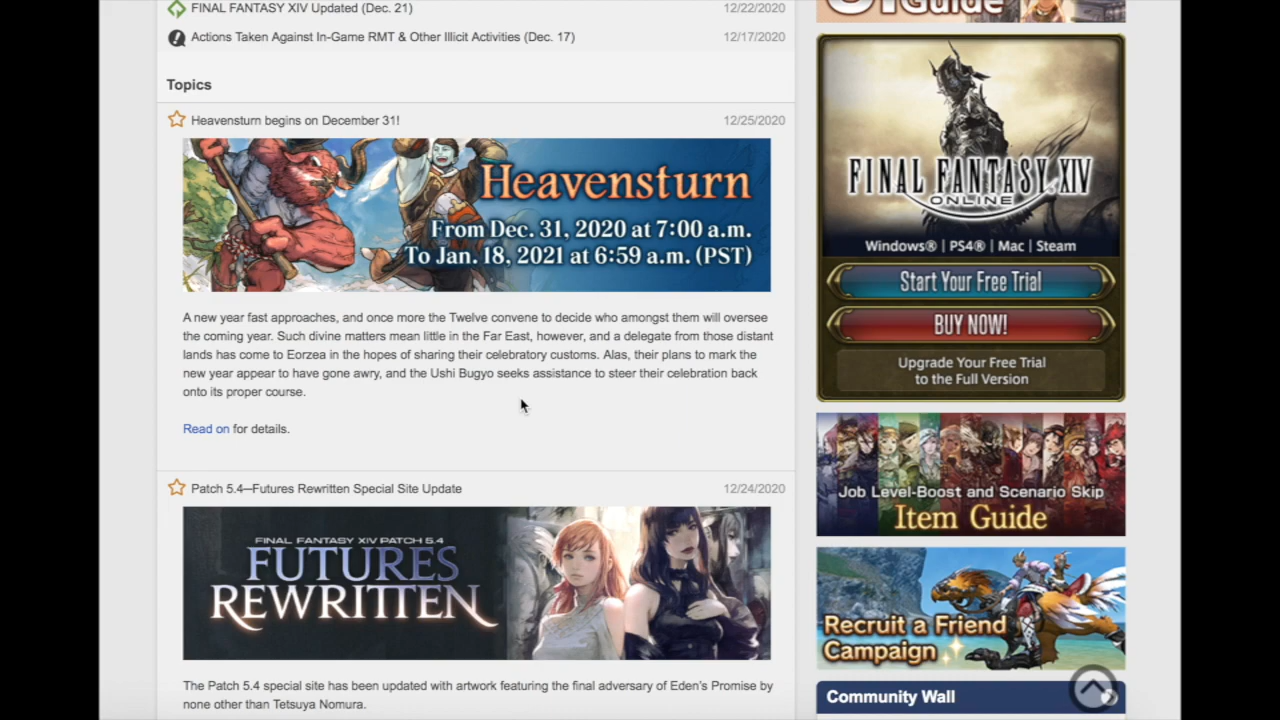 FINAL FANTASY XIV Updated (Dec. 21) 12/22/2020
Actions Taken Against In-Game RMT & Other Illicit Activities (Dec. 17) 12/17/2020
Topics
Heavensturn begins on December 31! 12/25/2020
Heavensturn
From Dec. 31, 2020 at 7:00 a.m.
To Jan. 18, 2021 at 6:59 a.m. (PST)
A new year fast approaches, and once more the Twelve convene to decide who amongst them will oversee
the coming year. Such divine matters mean little in the Far East, however, and a delegate from those distant
lands has come to Eorzea in the hopes of sharing their celebratory customs. Alas, their plans to mark the
new year appear to have gone awry, and the Ushi Bugyo seeks assistance to steer their celebration back
onto its proper course.
Read on for details.
Patch 5.4—Futures Rewritten Special Site Update 12/24/2020
FINAL FANTASY XIV PATCH 5.4
FUTURES
REWRITTEN
The Patch 5.4 special site has been updated with artwork featuring the final adversary of Eden's Promise by
none other than Tetsuya Nomura.
Guide
FINAL FANTASY XIV
ONLINE
Windows® | PS4® | Mac | Steam
Start Your Free Trial
BUY NOW!
Upgrade Your Free Trial
to the Full Version
Job Level-Boost and Scenario Skip
Item Guide
Recruit a Friend
Campaign
Community Wall